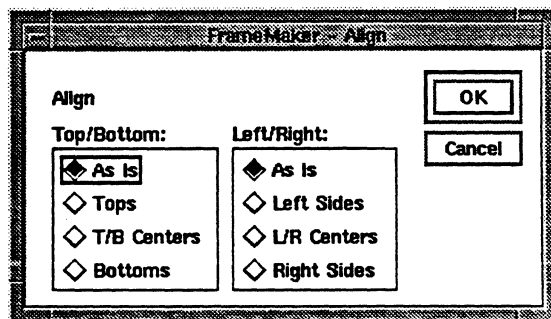 FrameMaker - Align
Align
OK
Top/Bottom:
Left/Right:
Cancel
As Is
As Is
Tops
Left Sides
T/B Centers
L/R Centers
Bottoms
Right Sides